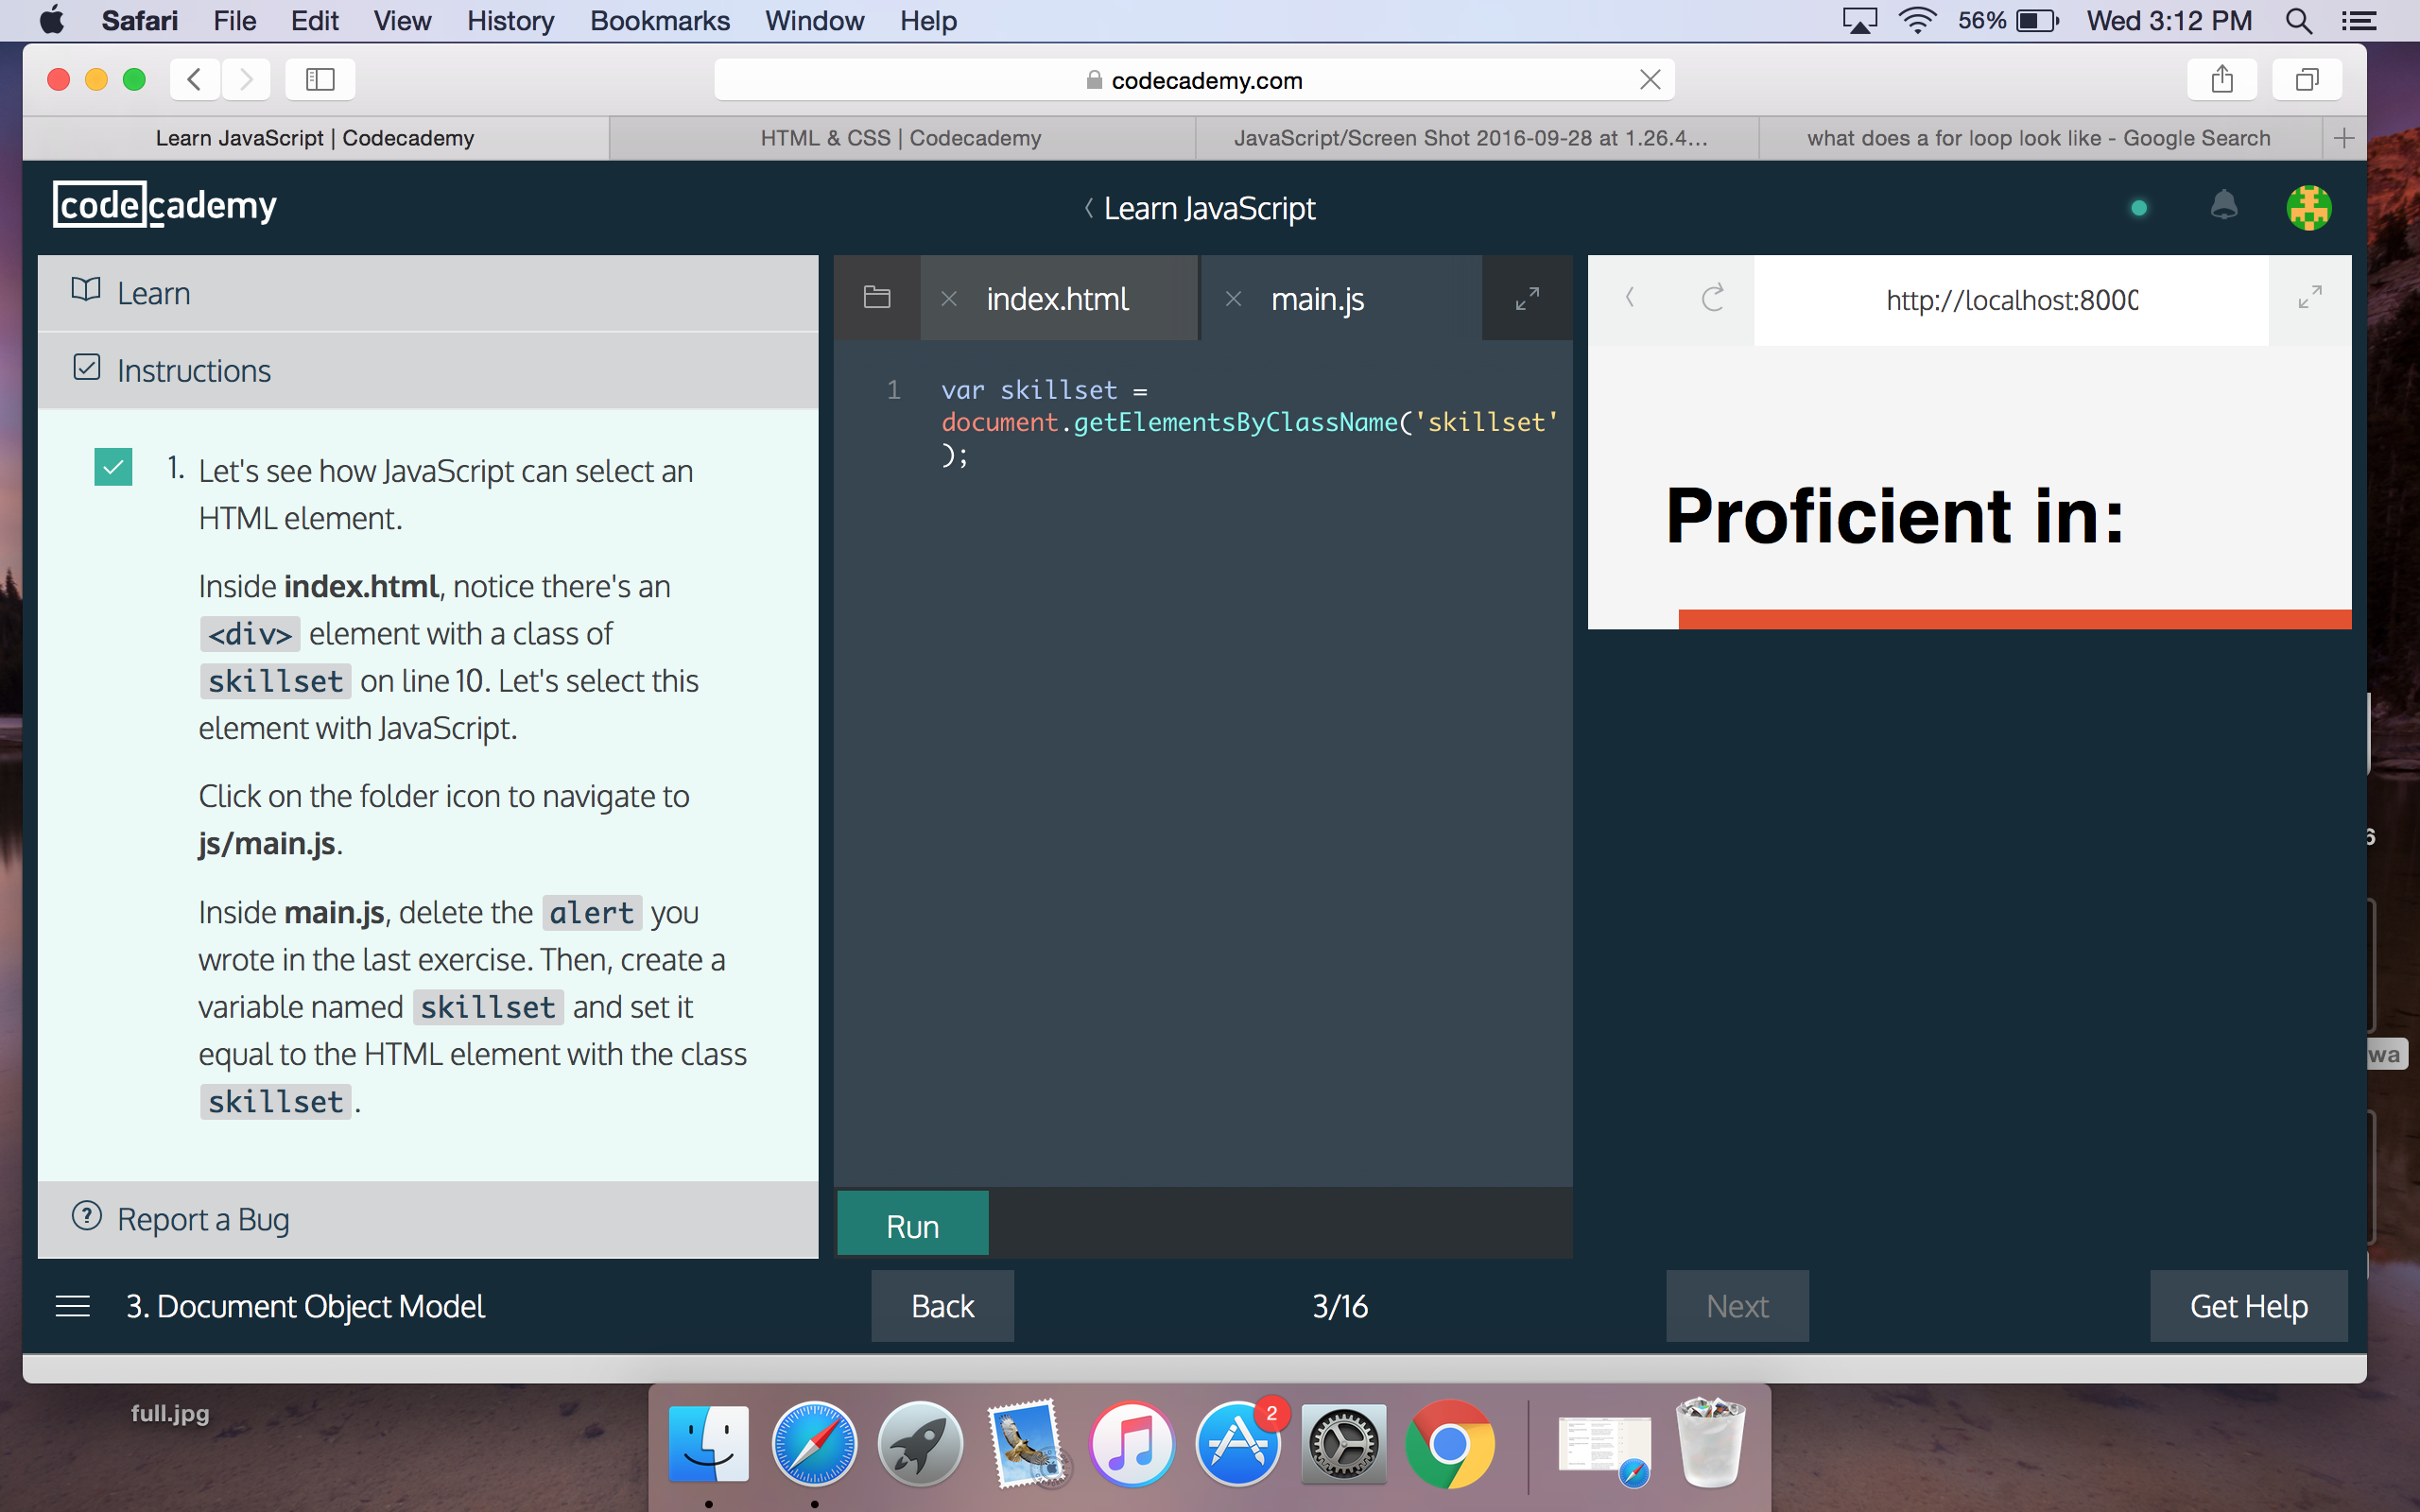 Safari File Edit View History Bookmarks Window Help 56% Wed 3:12 PM
codecademy.com
Learn JavaScript | Codecademy
HTML & CSS | Codecademy
JavaScript/Screen Shot 2016-09-28 at 1.26.4...
what does a for loop look like - Google Search
codecademy
Learn JavaScript
Learn
Instructions
1. Let's see how JavaScript can select an
HTML element.
Inside index.html, notice there's an
<div> element with a class of
skillset on line 10. Let's select this
element with JavaScript.
Click on the folder icon to navigate to
js/main.js.
Inside main.js, delete the alert you
wrote in the last exercise. Then, create a
variable named skillset and set it
equal to the HTML element with the class
skillset.
Report a Bug
index.html
main.js
1 var skillset =
document.getElementsByClassName('skillset'
);
Run
http://localhost:8000
Proficient in:
3. Document Object Model
Back
3/16
Next
Get Help
6
wa
full.jpg
2